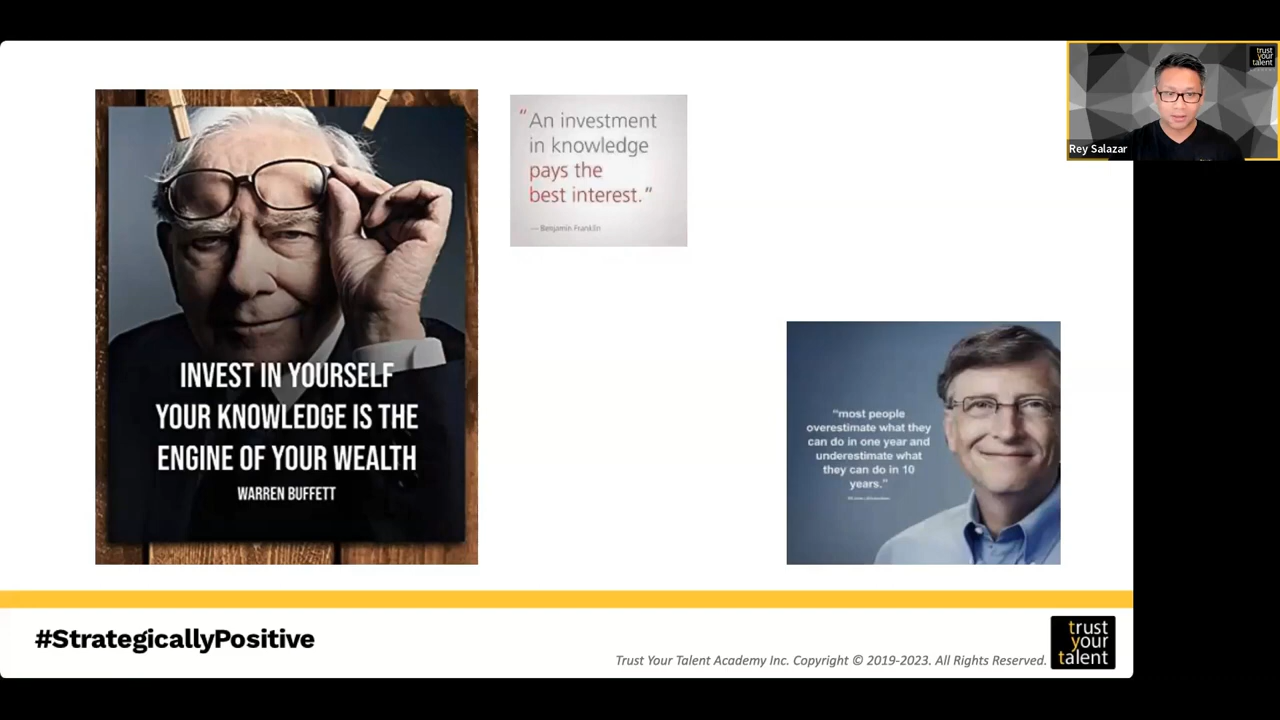 INVEST IN YOURSELF
YOUR KNOWLEDGE IS THE
ENGINE OF YOUR WEALTH
WARREN BUFFETT
“An investment
in knowledge
pays the
best interest.”
— Benjamin Franklin
trust
your
talent
Rey Salazar
“most people
overestimate what they
can do in one year and
underestimate what
they can do in 10
years.”
#StrategicallyPositive
Trust Your Talent Academy Inc. Copyright © 2019-2023. All Rights Reserved.
trust
your
talent